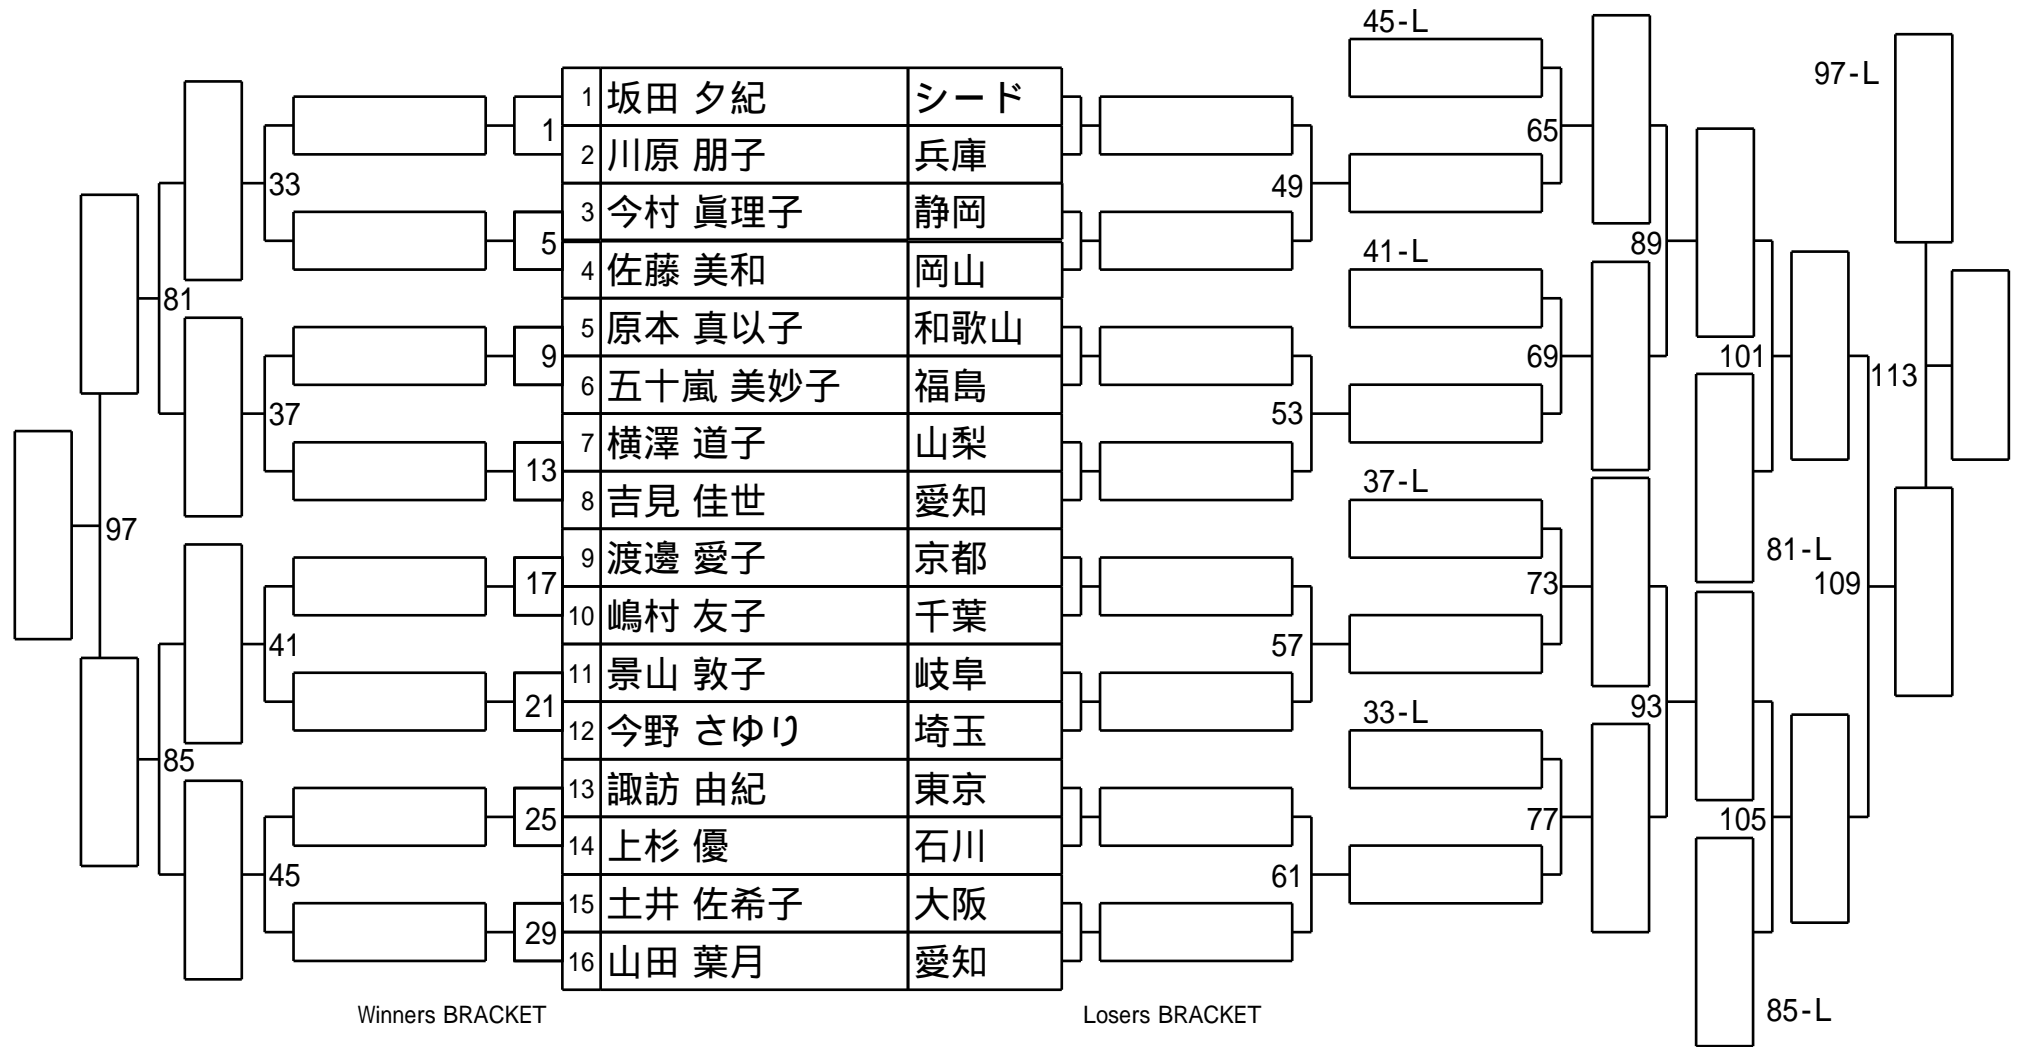 45-L
97-L
1 坂田 夕紀 シード
1
65
2 川原 朋子 兵庫
33
49
3 今村 眞理子 静岡
5
41-L
89
4 佐藤 美和 岡山
81
5 原本 真以子 和歌山
9
69
101
113
6 五十嵐 美妙子 福島
37
53
7 横澤 道子 山梨
13
37-L
8 吉見 佳世 愛知
97
9 渡邊 愛子 京都
81-L
17
73
109
10 嶋村 友子 千葉
41
57
11 景山 敦子 岐阜
21
33-L
93
12 今野 さゆり 埼玉
85
13 諏訪 由紀 東京
25
77
105
14 上杉 優 石川
45
61
15 土井 佐希子 大阪
29
16 山田 葉月 愛知
Winners BRACKET
Losers BRACKET
85-L